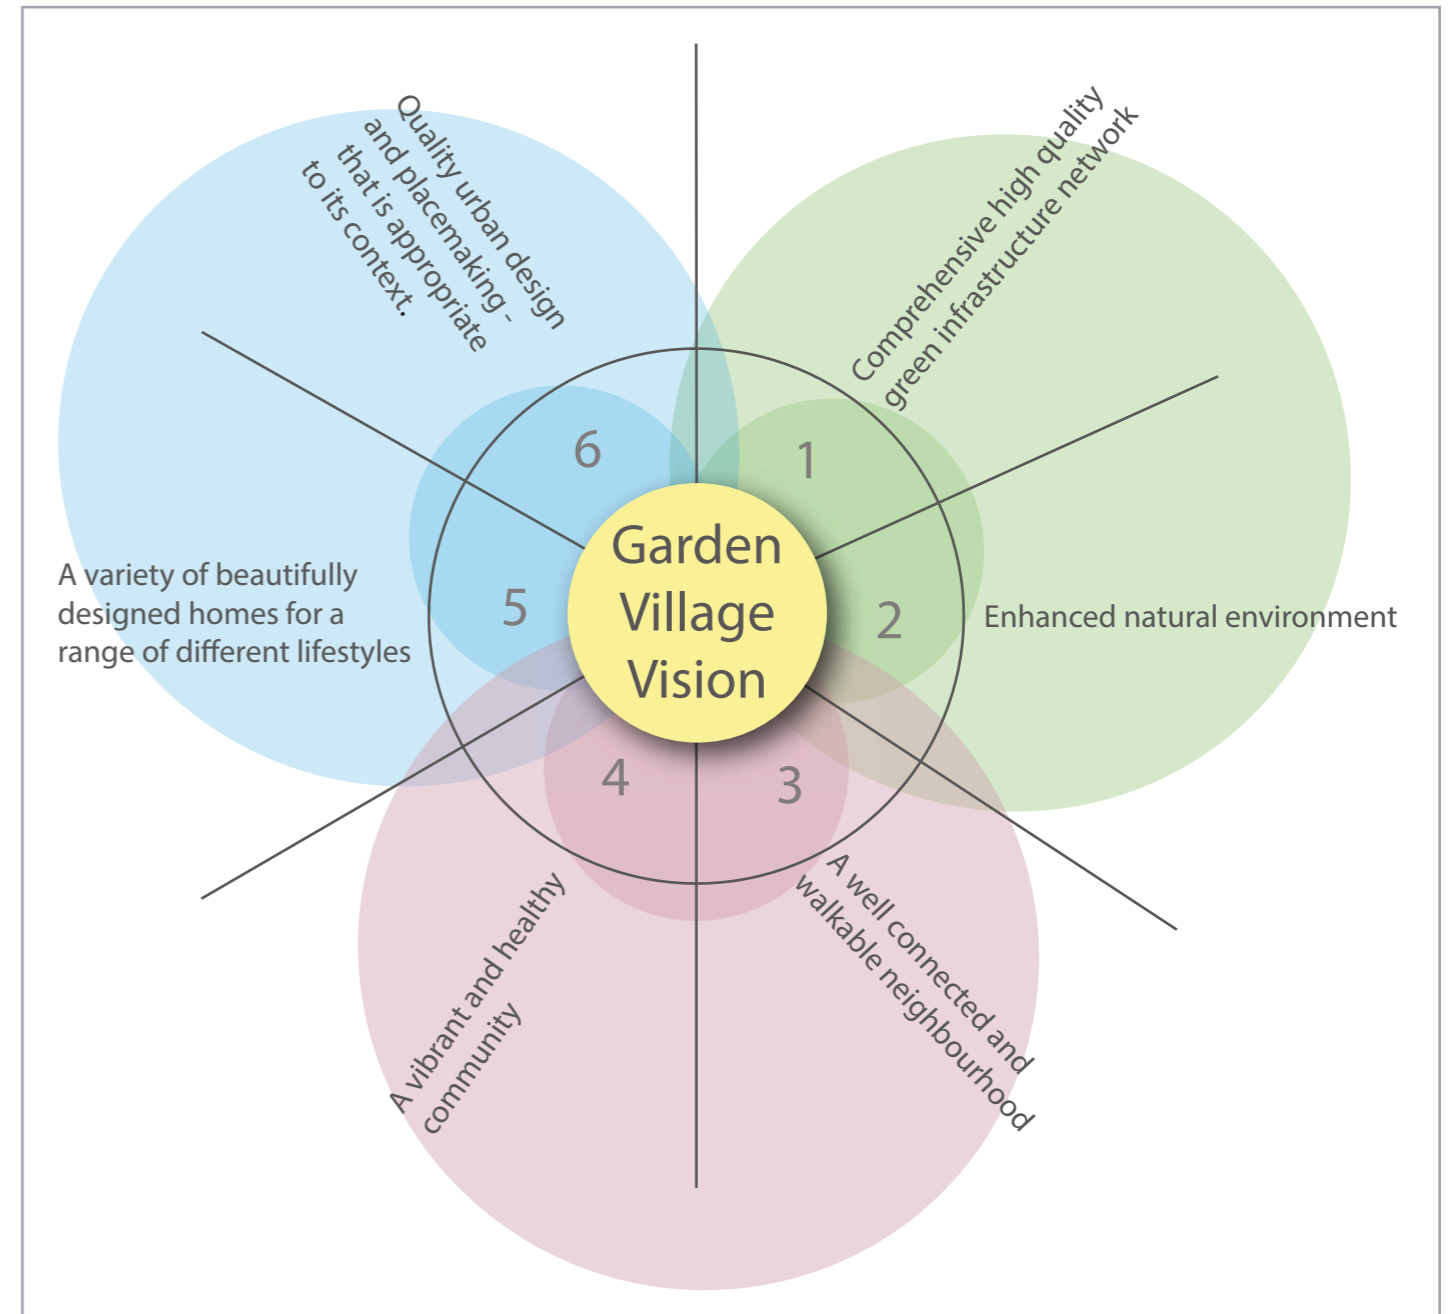 Quality urban design
and placemaking -
that is appropriate
to its context.
Comprehensive high quality
green infrastructure network
6
1
Garden
Village
Vision
A variety of beautifully
designed homes for a
range of different lifestyles
5
2
Enhanced natural environment
4
3
A vibrant and healthy
community
A well connected and
walkable neighbourhood